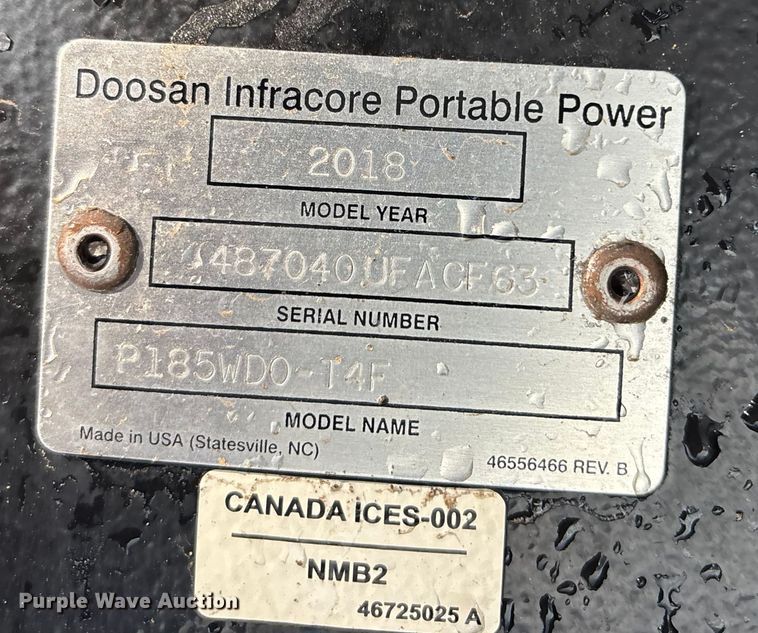 Doosan Infracore Portable Power
2018
MODEL YEAR
487040UFACF63
SERIAL NUMBER
P185WDO-T4F
MODEL NAME
Made in USA (Statesville, NC)
46556466 REV. B
CANADA ICES-002
NMB2
46725025 A
Purple Wave Auction